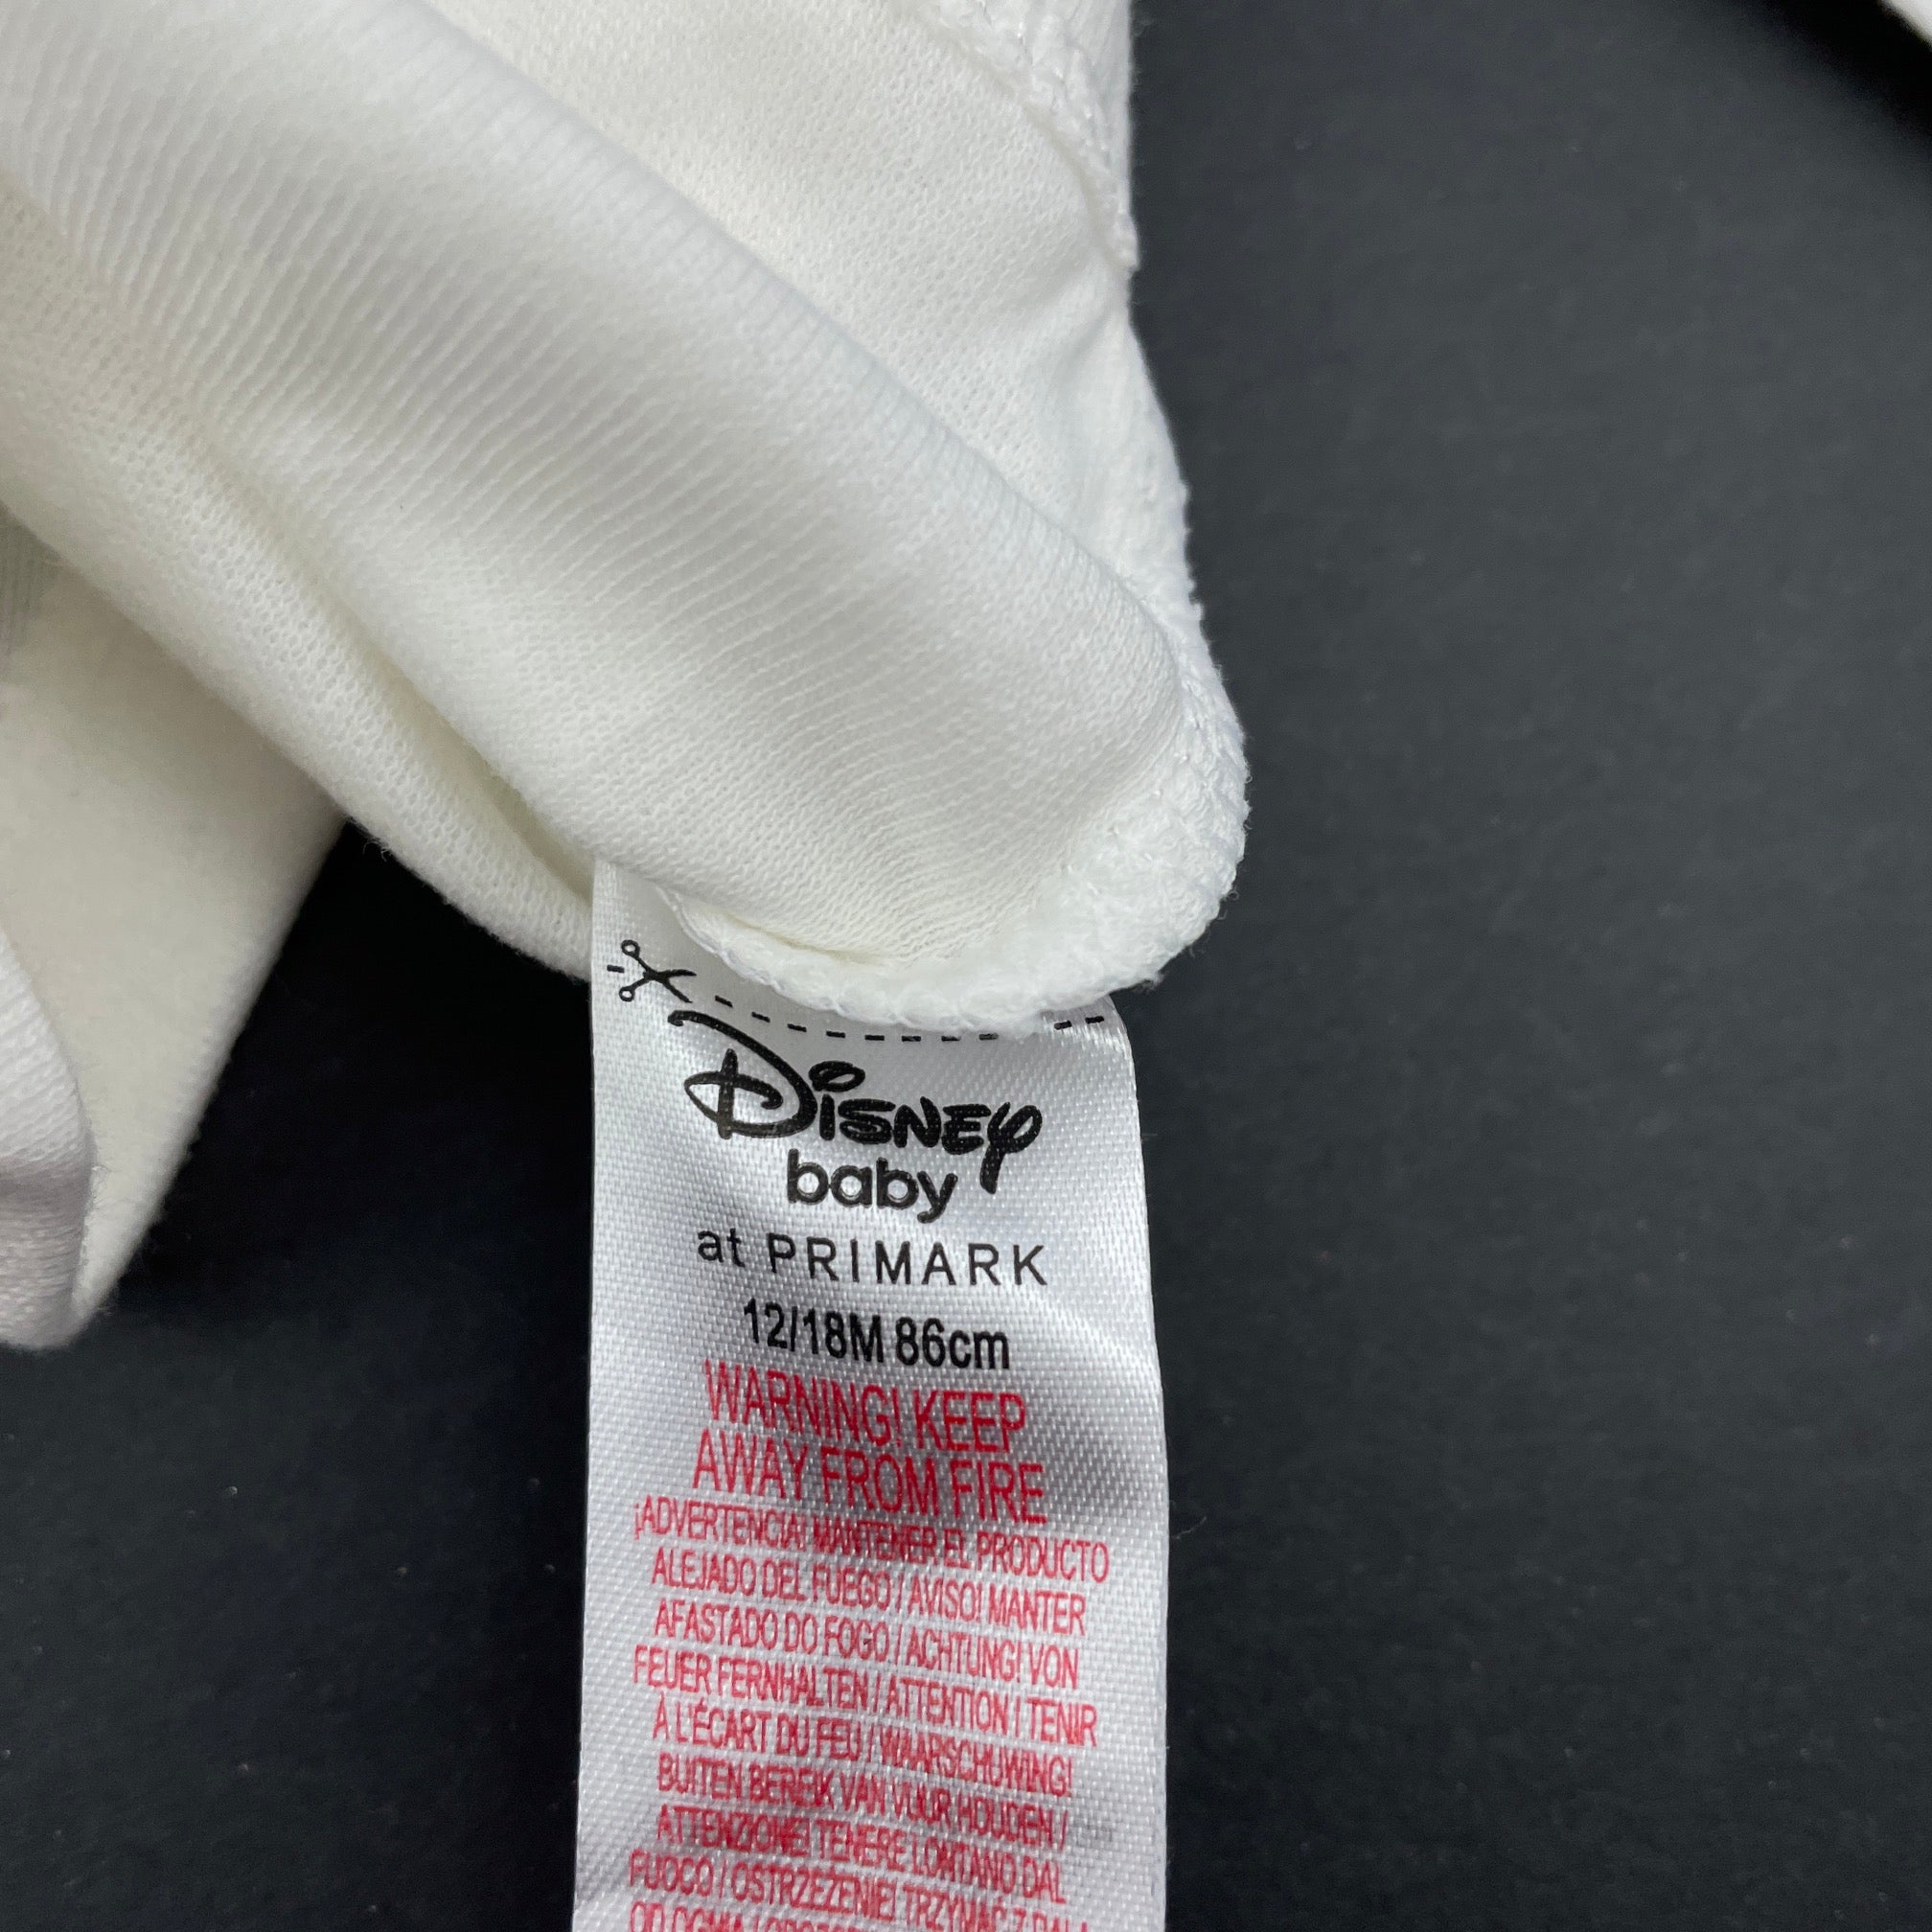 Disney
baby
at PRIMARK
12/18M 86cm
WARNING! KEEP
AWAY FROM FIRE
¡ADVERTENCIA! MANTENER EL PRODUCTO
ALEJADO DEL FUEGO / AVISO! MANTER
AFASTADO DO FOGO / ACHTUNG! VON
FEUER FERNHALTEN / ATTENTION / TENIR
À L'ÉCART DU FEU / WAARSCHUWING!
BUITEN BEREIK VAN VUUR HOUDEN /
ATTENZIONE! TENERE LONTANO DAL
FUOCO / OSTRZEŻENIE! TRZYMAĆ Z DALA
OD OGNIA /